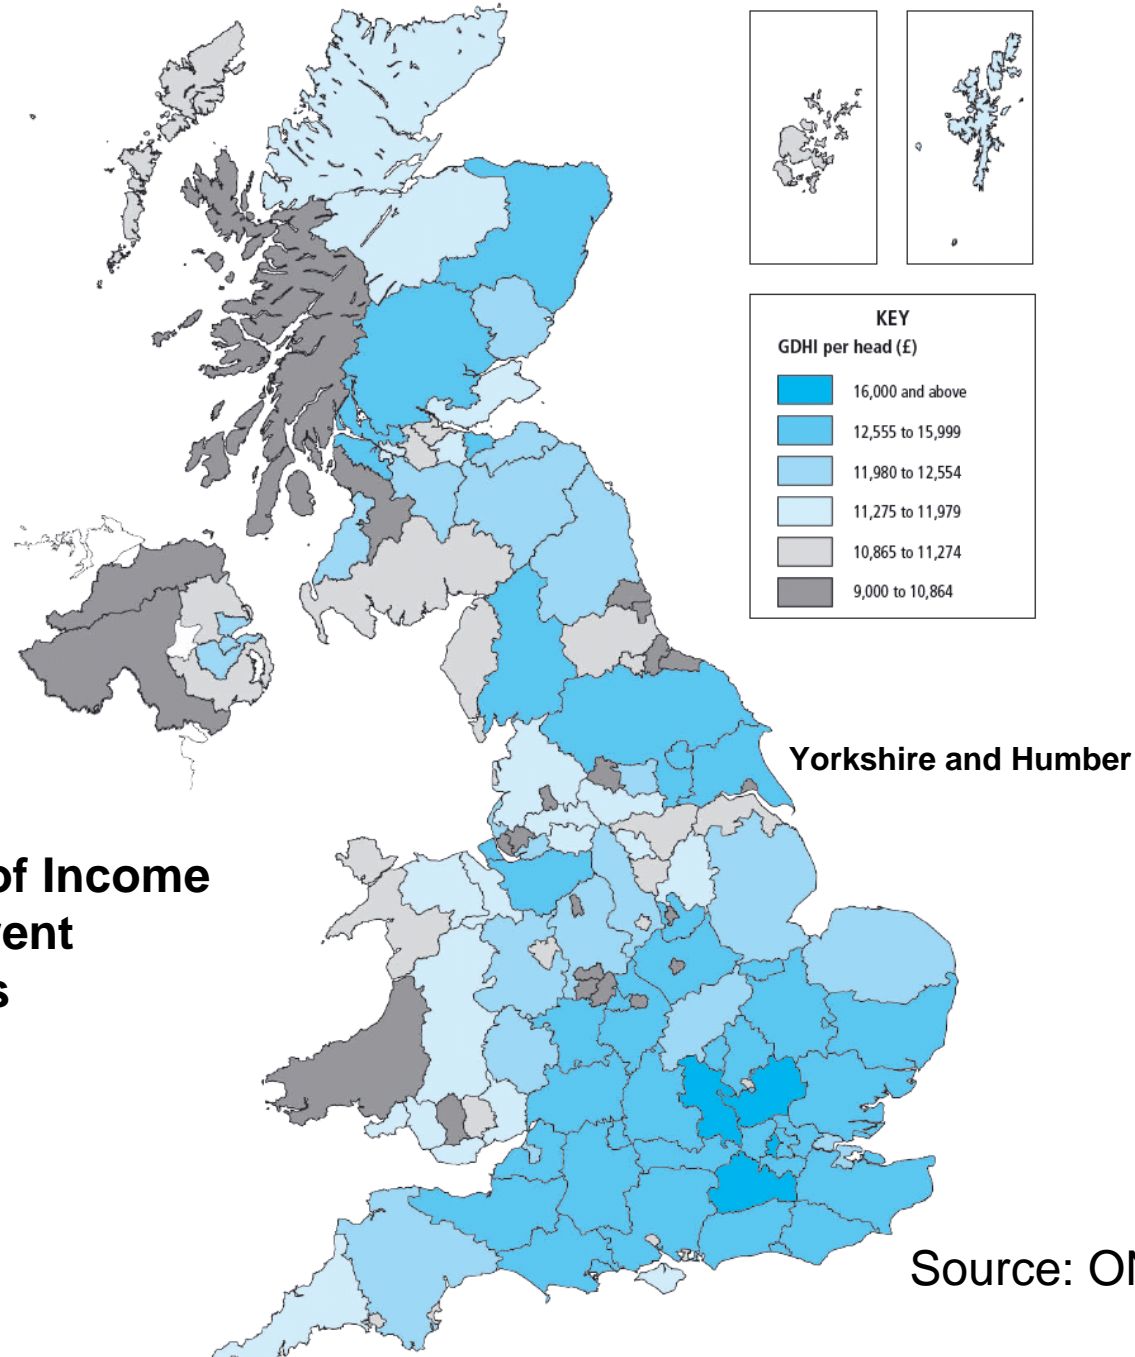 KEY
GDHI per head (£)
16,000 and above
12,555 to 15,999
11,980 to 12,554
11,275 to 11,979
10,865 to 11,274
9,000 to 10,864
Yorkshire and Humber
of Income
Source: